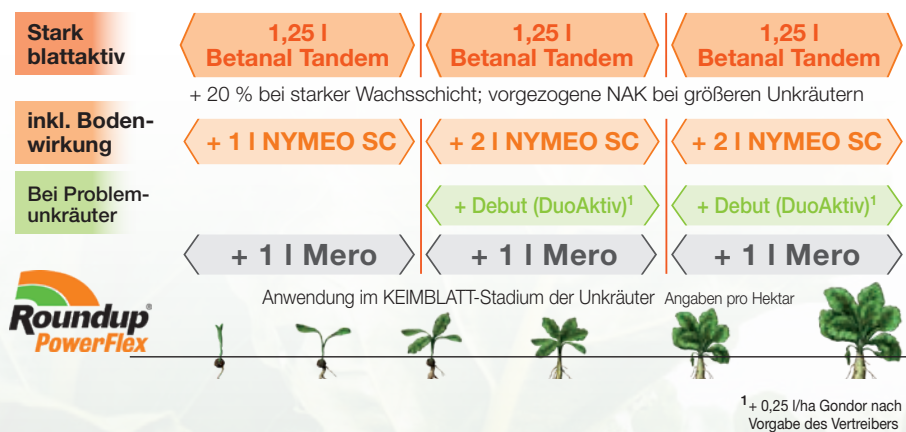 Stark
blattaktiv
1,25 l
Betanal Tandem
1,25 l
Betanal Tandem
1,25 l
Betanal Tandem
+ 20 % bei starker Wachsschicht; vorgezogene NAK bei größeren Unkräutern
inkl. Boden-
wirkung
+ 1 l NYMEO SC
+ 2 l NYMEO SC
+ 2 l NYMEO SC
Bei Problem-
unkräuter
+ Debut (DuoAktiv)¹
+ Debut (DuoAktiv)¹
+ 1 l Mero
+ 1 l Mero
+ 1 l Mero
Roundup®
PowerFlex
Anwendung im KEIMBLATT-Stadium der Unkräuter Angaben pro Hektar
¹+ 0,25 l/ha Gondor nach
Vorgabe des Vertreibers